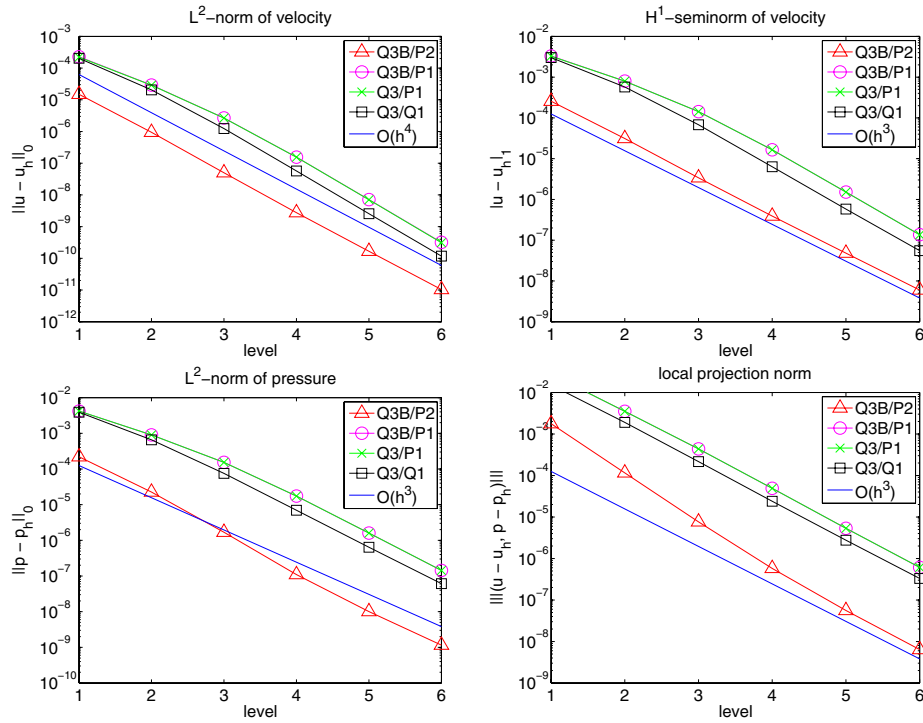 L²−norm of velocity
10⁻³
10⁻⁴
10⁻⁵
10⁻⁶
10⁻⁷
10⁻⁸
10⁻⁹
10⁻¹⁰
10⁻¹¹
10⁻¹²
||u − u_h||_0
1 2 3 4 5 6
level
Q3B/P2
Q3B/P1
Q3/P1
Q3/Q1
O(h⁴)
H¹−seminorm of velocity
10⁻²
10⁻³
10⁻⁴
10⁻⁵
10⁻⁶
10⁻⁷
10⁻⁸
10⁻⁹
|u − u_h|_1
1 2 3 4 5 6
level
Q3B/P2
Q3B/P1
Q3/P1
Q3/Q1
O(h³)
L²−norm of pressure
10⁻²
10⁻³
10⁻⁴
10⁻⁵
10⁻⁶
10⁻⁷
10⁻⁸
10⁻⁹
10⁻¹⁰
||p − p_h||_0
1 2 3 4 5 6
level
Q3B/P2
Q3B/P1
Q3/P1
Q3/Q1
O(h³)
local projection norm
10⁻²
10⁻³
10⁻⁴
10⁻⁵
10⁻⁶
10⁻⁷
10⁻⁸
10⁻⁹
|||(u − u_h, p − p_h)|||
1 2 3 4 5 6
level
Q3B/P2
Q3B/P1
Q3/P1
Q3/Q1
O(h³)